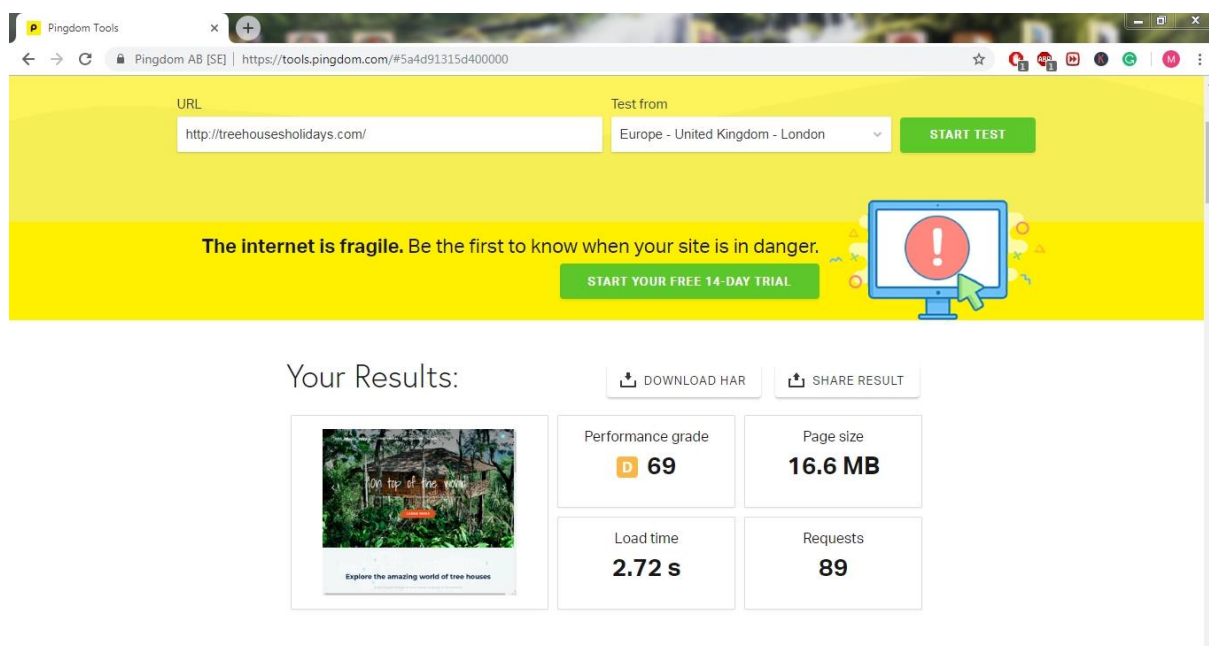 Pingdom Tools
Pingdom AB [SE] | https://tools.pingdom.com/#5a4d91315d400000
URL
Test from
http://treehousesholidays.com/
Europe - United Kingdom - London
START TEST
The internet is fragile. Be the first to know when your site is in danger.
START YOUR FREE 14-DAY TRIAL
Your Results:
DOWNLOAD HAR
SHARE RESULT
On top of the world
LEARN MORE
Explore the amazing world of tree houses
Performance grade
D 69
Page size
16.6 MB
Load time
2.72 s
Requests
89